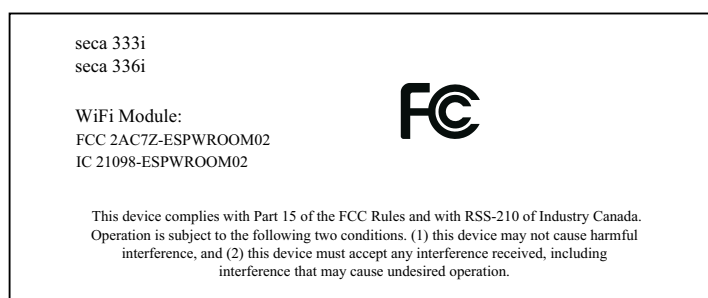 seca 333i
seca 336i
WiFi Module:
FCC 2AC7Z-ESPWROOM02
IC 21098-ESPWROOM02
FC
This device complies with Part 15 of the FCC Rules and with RSS-210 of Industry Canada.
Operation is subject to the following two conditions. (1) this device may not cause harmful
interference, and (2) this device must accept any interference received, including
interference that may cause undesired operation.